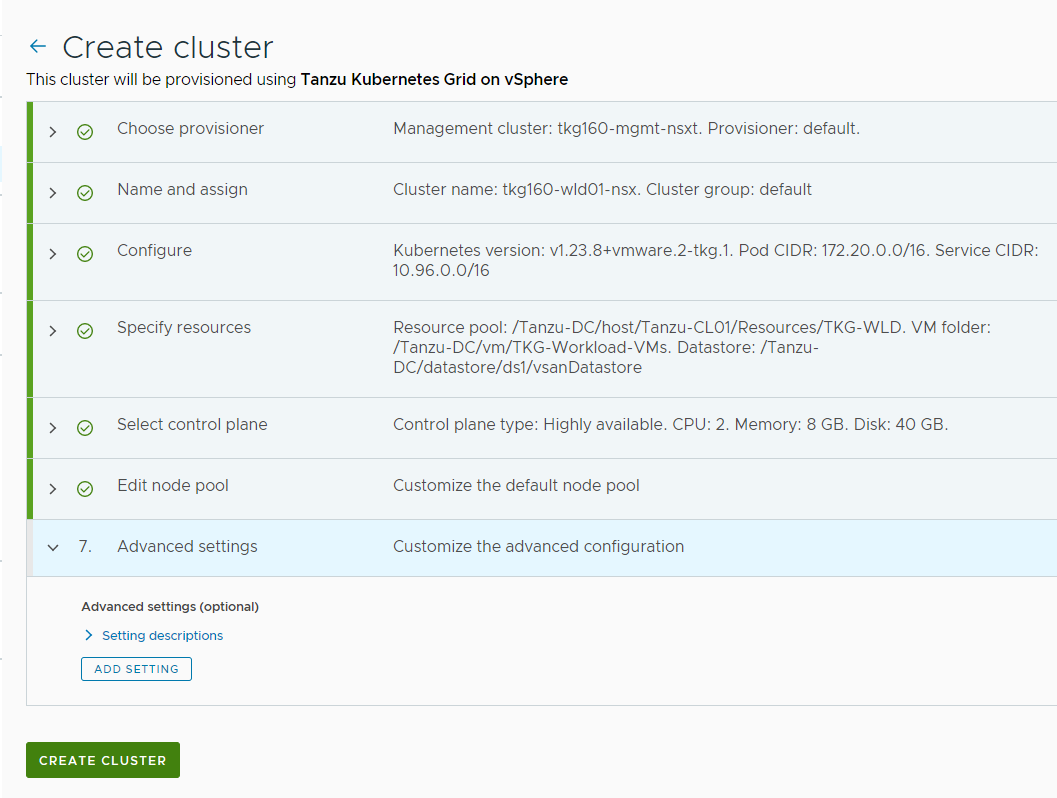 Create cluster
This cluster will be provisioned using Tanzu Kubernetes Grid on vSphere
Choose provisioner
Management cluster: tkg160-mgmt-nsxt. Provisioner: default.
Name and assign
Cluster name: tkg160-wld01-nsx. Cluster group: default
Configure
Kubernetes version: v1.23.8+vmware.2-tkg.1. Pod CIDR: 172.20.0.0/16. Service CIDR:
10.96.0.0/16
Specify resources
Resource pool: /Tanzu-DC/host/Tanzu-CL01/Resources/TKG-WLD. VM folder:
/Tanzu-DC/vm/TKG-Workload-VMs. Datastore: /Tanzu-
DC/datastore/ds1/vsanDatastore
Select control plane
Control plane type: Highly available. CPU: 2. Memory: 8 GB. Disk: 40 GB.
Edit node pool
Customize the default node pool
7. Advanced settings
Customize the advanced configuration
Advanced settings (optional)
Setting descriptions
ADD SETTING
CREATE CLUSTER